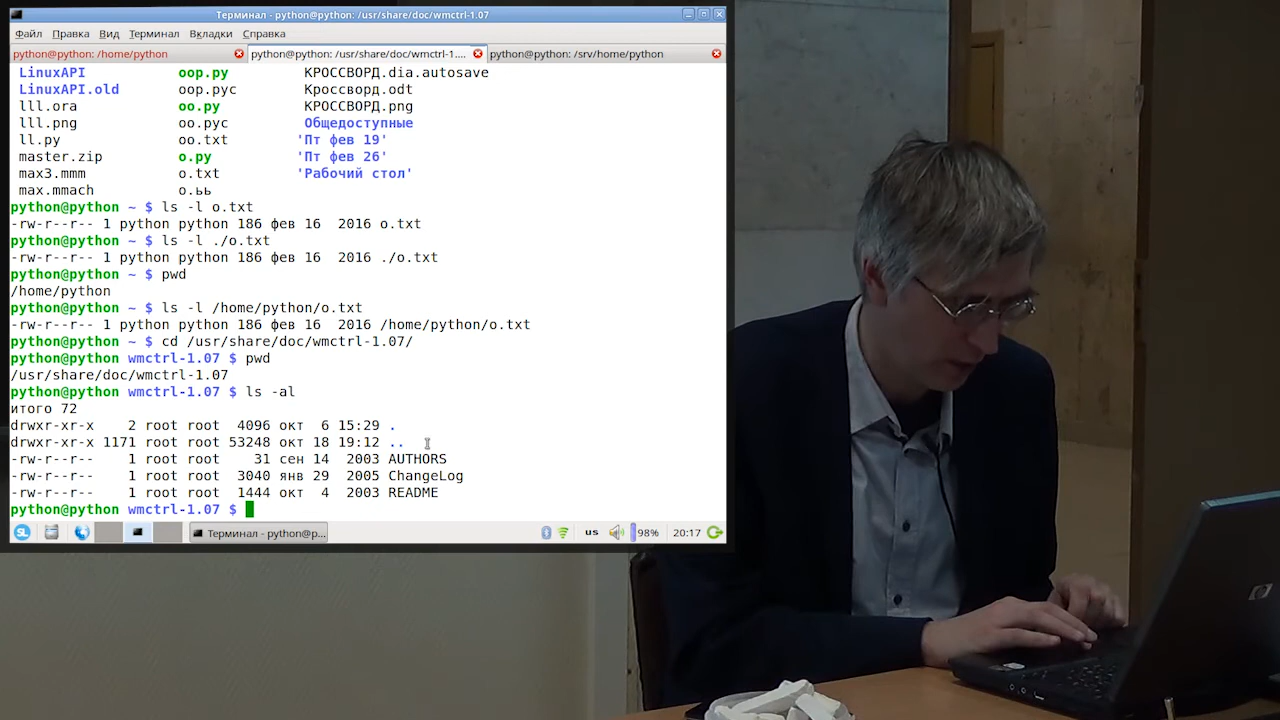 Терминал - python@python: /usr/share/doc/wmctrl-1.07
Файл Правка Вид Терминал Вкладки Справка
python@python: /home/python python@python: /usr/share/doc/wmctrl-1.... python@python: /srv/home/python
LinuxAPI oop.py КРОССВОРД.dia.autosave
LinuxAPI.old oop.pyc Кроссворд.odt
lll.ora oo.py КРОССВОРД.png
lll.png oo.pyc Общедоступные
ll.py oo.txt 'Пт фев 19'
master.zip o.py 'Пт фев 26'
max3.mmm o.txt 'Рабочий стол'
max.mmach o.ьь
python@python ~ $ ls -l o.txt
-rw-r--r-- 1 python python 186 фев 16 2016 o.txt
python@python ~ $ ls -l ./o.txt
-rw-r--r-- 1 python python 186 фев 16 2016 ./o.txt
python@python ~ $ pwd
/home/python
python@python ~ $ ls -l /home/python/o.txt
-rw-r--r-- 1 python python 186 фев 16 2016 /home/python/o.txt
python@python ~ $ cd /usr/share/doc/wmctrl-1.07/
python@python wmctrl-1.07 $ pwd
/usr/share/doc/wmctrl-1.07
python@python wmctrl-1.07 $ ls -al
итого 72
drwxr-xr-x 2 root root 4096 окт 6 15:29 .
drwxr-xr-x 1171 root root 53248 окт 18 19:12 ..
-rw-r--r-- 1 root root 31 сен 14 2003 AUTHORS
-rw-r--r-- 1 root root 3040 янв 29 2005 ChangeLog
-rw-r--r-- 1 root root 1444 окт 4 2003 README
python@python wmctrl-1.07 $
Терминал - python@p... us 98% 20:17